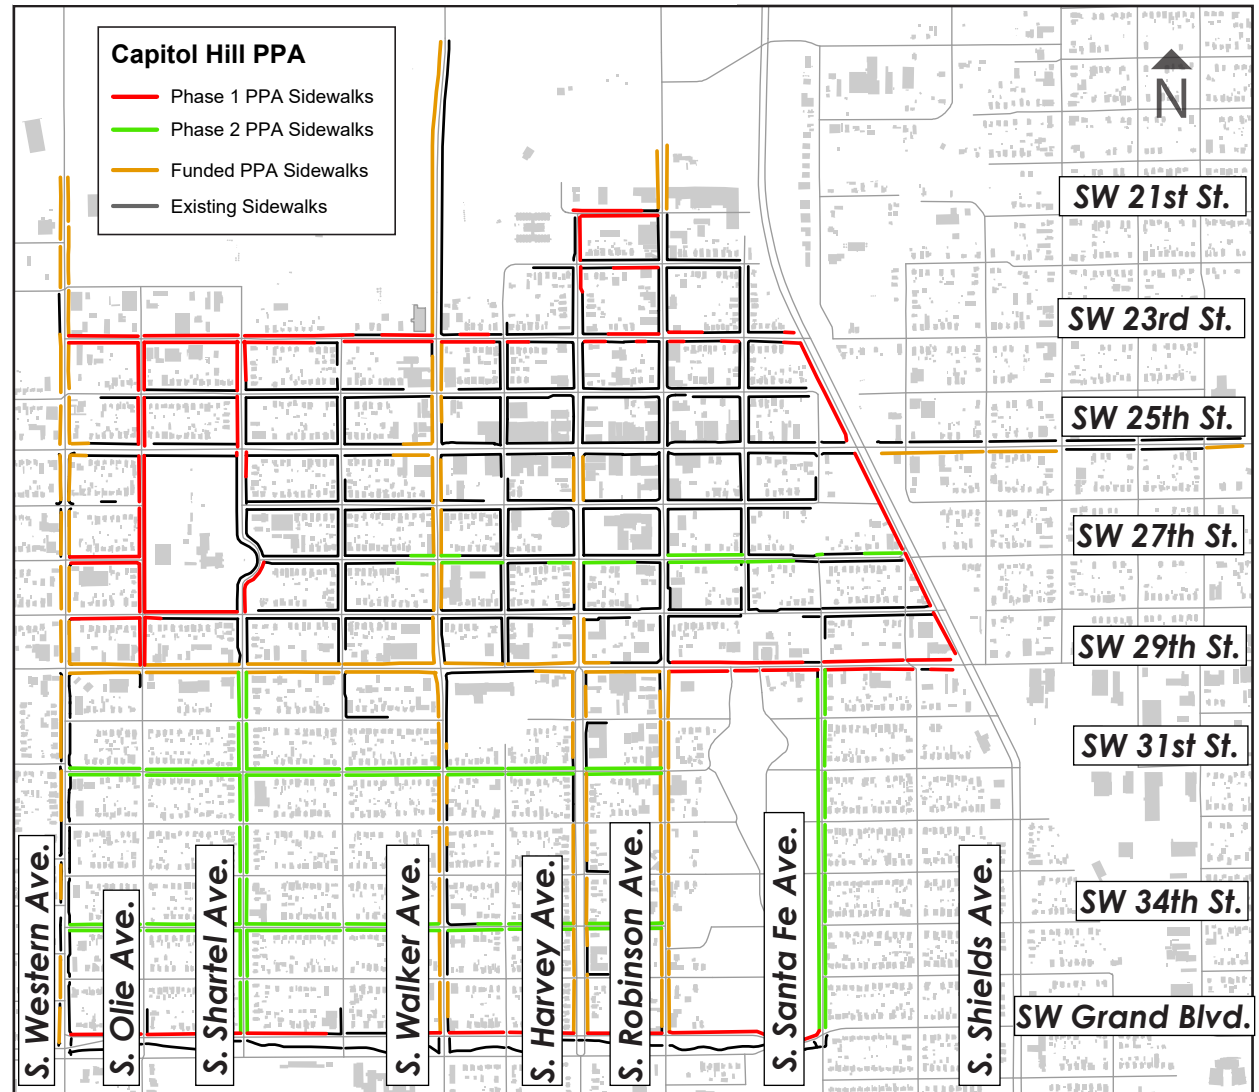 Capitol Hill PPA
Phase 1 PPA Sidewalks
Phase 2 PPA Sidewalks
Funded PPA Sidewalks
Existing Sidewalks
N
SW 21st St.
SW 23rd St.
SW 25th St.
SW 27th St.
SW 29th St.
SW 31st St.
SW 34th St.
SW Grand Blvd.
S. Western Ave.
S. Olie Ave.
S. Shartel Ave.
S. Walker Ave.
S. Harvey Ave.
S. Robinson Ave.
S. Santa Fe Ave.
S. Shields Ave.